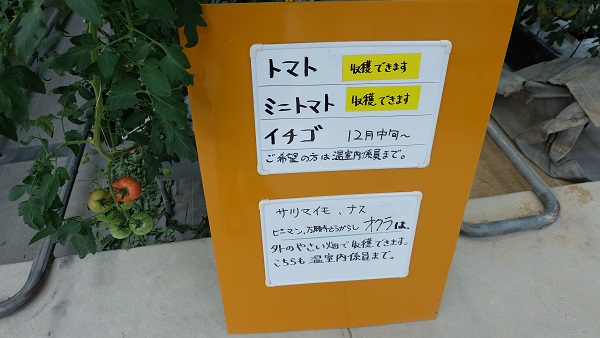 トマト 収穫できます
ミニトマト 収穫できます
イチゴ 12月中旬〜
ご希望の方は温室内係員まで。
サツマイモ、ナス
ピーマン、万願寺とうがらし オクラは、
外のやさい畑で収穫できます。
こちらも温室内係員まで。